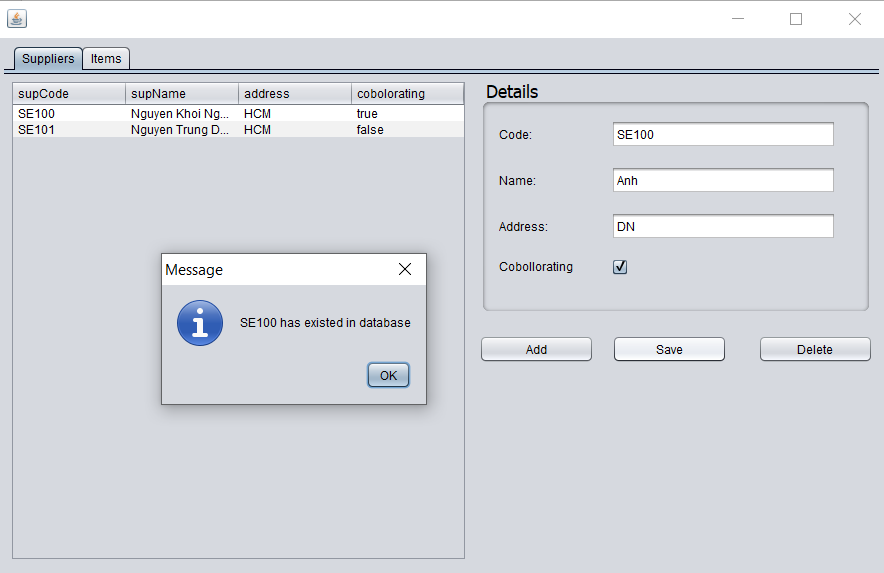 Suppliers Items
supCode supName address cobolorating
SE100 Nguyen Khoi Ng... HCM true
SE101 Nguyen Trung D... HCM false
Details
Code: SE100
Name: Anh
Address: DN
Cobollorating
Add Save Delete
Message
SE100 has existed in database
OK